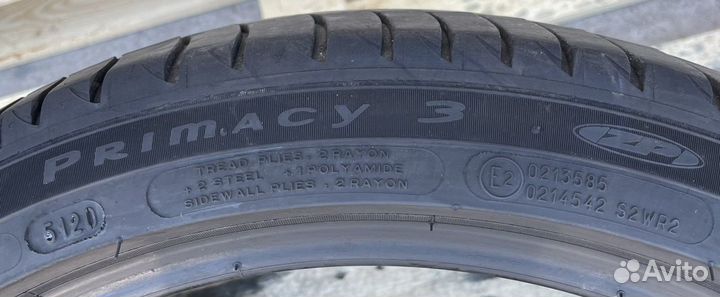 PRIMACY 3
ZP
TREAD PLIES : 2 RAYON
+ 2 STEEL + 1 POLYAMIDE
SIDEWALL PLIES : 2 RAYON
E2
0213585
0214542 S2WR2
Avito